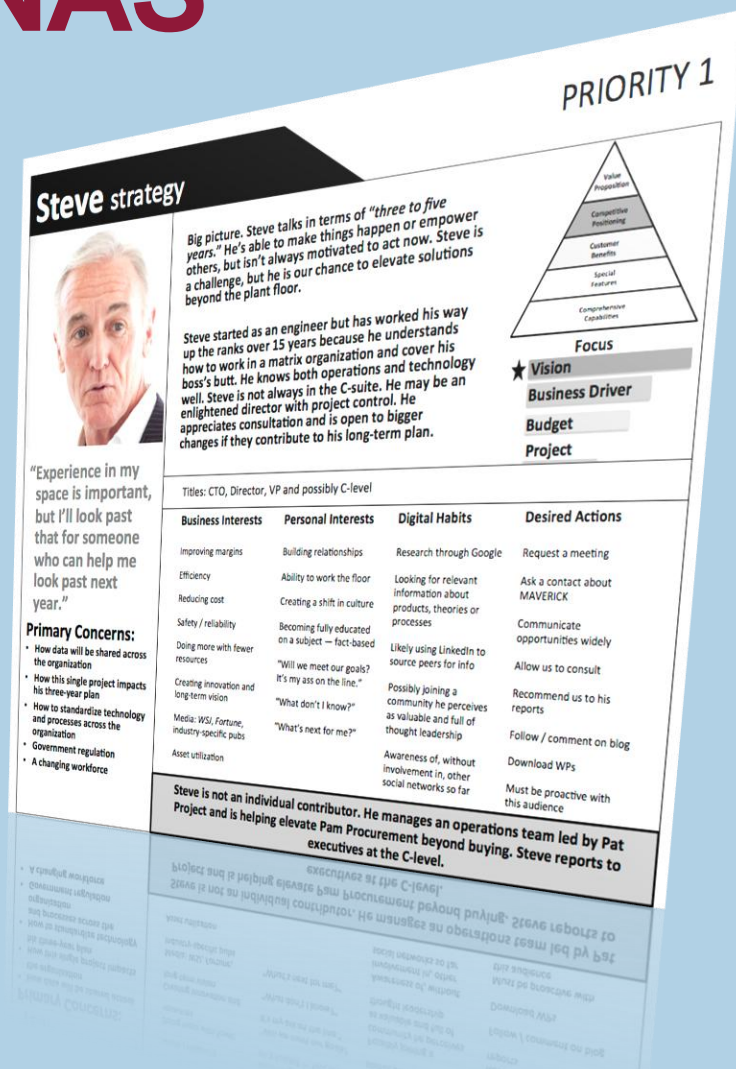 NAS
PRIORITY 1
Steve strategy
Big picture. Steve talks in terms of "three to five
years." He's able to make things happen or empower
others, but isn't always motivated to act now. Steve is
a challenge, but he is our chance to elevate solutions
beyond the plant floor.
Steve started as an engineer but has worked his way
up the ranks over 15 years because he understands
how to work in a matrix organization and cover his
boss's butt. He knows both operations and technology
well. Steve is not always in the C-suite. He may be an
enlightened director with project control. He
appreciates consultation and is open to bigger
changes if they contribute to his long-term plan.
Value
Proposition
Competitive
Positioning
Customer
Benefits
Special
Features
Comprehensive
Capabilities
Focus
Vision
Business Driver
Budget
Project
"Experience in my
space is important,
but I'll look past
that for someone
who can help me
look past next
year."
Primary Concerns:
• How data will be shared across
the organization
• How this single project impacts
his three-year plan
• How to standardize technology
and processes across the
organization
• Government regulation
• A changing workforce
Titles: CTO, Director, VP and possibly C-level
Business Interests
Improving margins
Efficiency
Reducing cost
Safety / reliability
Doing more with fewer
resources
Creating innovation and
long-term vision
Media: WSJ, Fortune,
industry-specific pubs
Asset utilization
Personal Interests
Building relationships
Ability to work the floor
Creating a shift in culture
Becoming fully educated
on a subject — fact-based
"Will we meet our goals?
It's my ass on the line."
"What don't I know?"
"What's next for me?"
Digital Habits
Research through Google
Looking for relevant
information about
products, theories or
processes
Likely using LinkedIn to
source peers for info
Possibly joining a
community he perceives
as valuable and full of
thought leadership
Awareness of, without
involvement in, other
social networks so far
Desired Actions
Request a meeting
Ask a contact about
MAVERICK
Communicate
opportunities widely
Allow us to consult
Recommend us to his
reports
Follow / comment on blog
Download WPs
Must be proactive with
this audience
Steve is not an individual contributor. He manages an operations team led by Pat
Project and is helping elevate Pam Procurement beyond buying. Steve reports to
executives at the C-level.